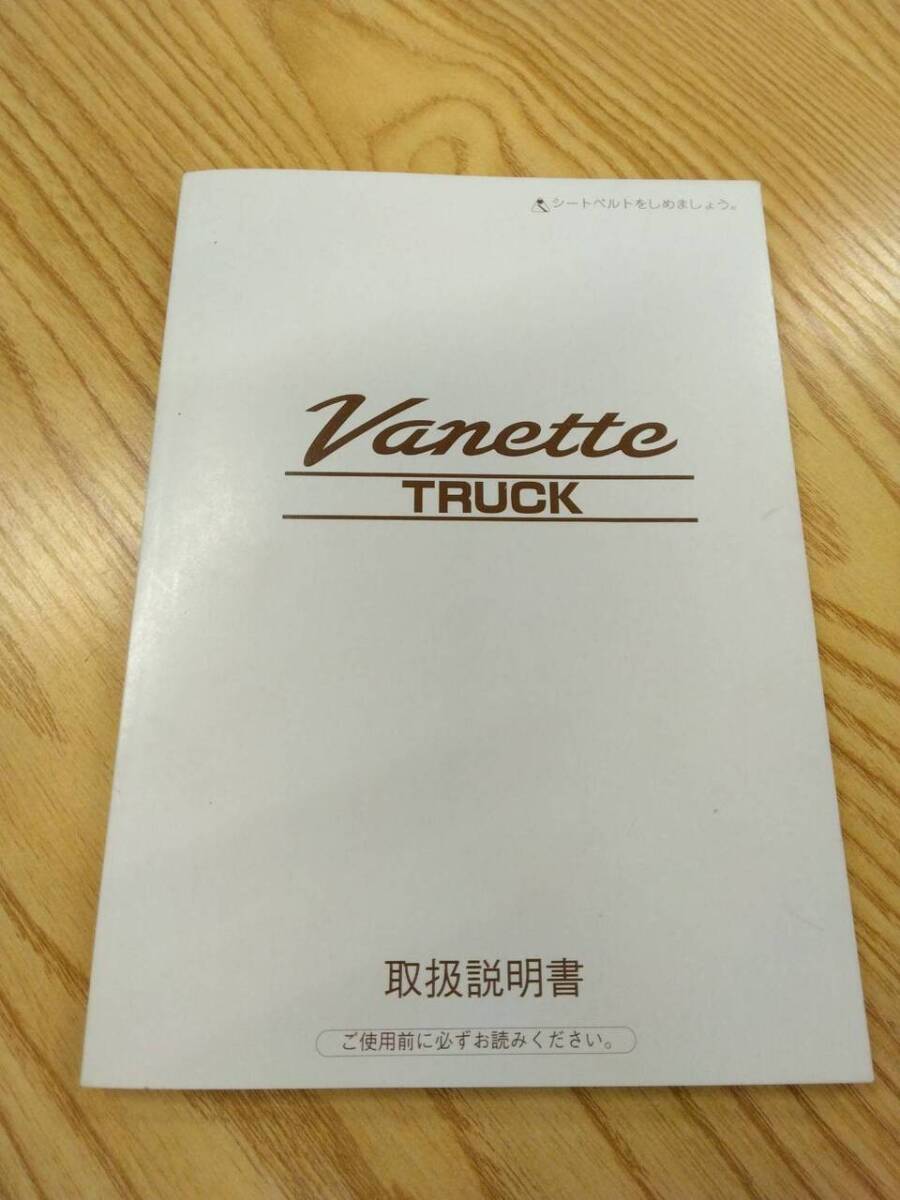 シートベルトをしめましょう。
Vanette
TRUCK
取扱説明書
ご使用前に必ずお読みください。